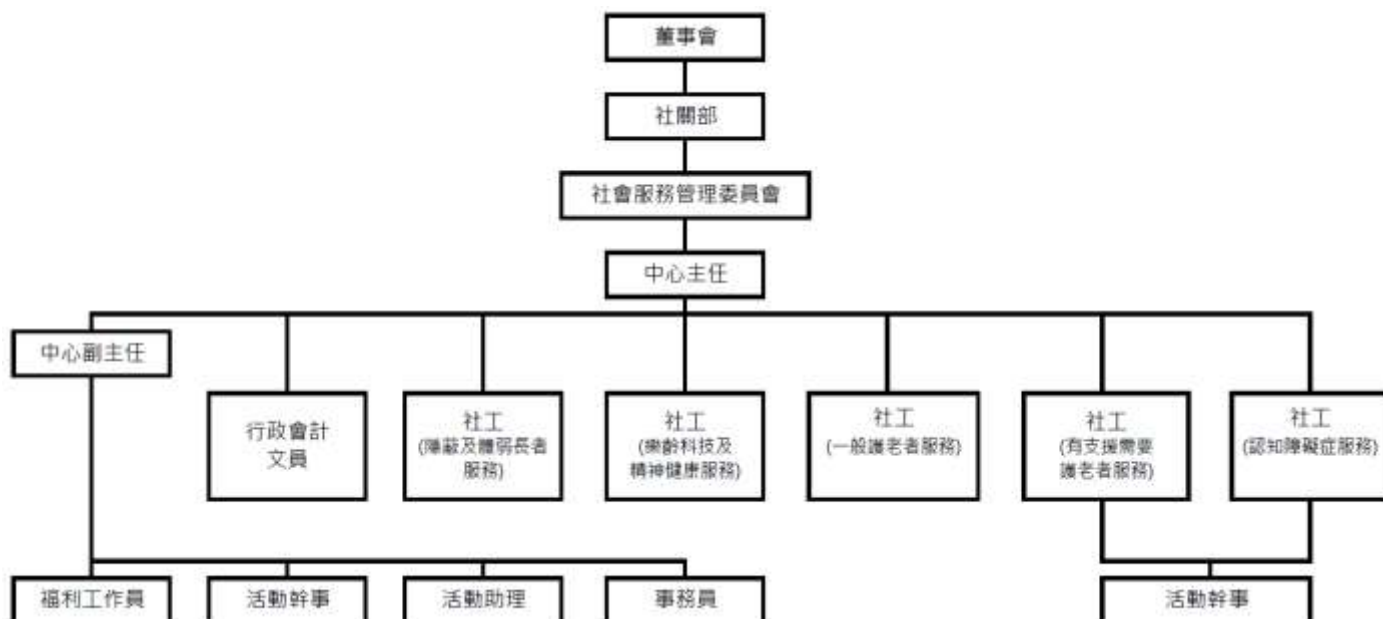 董事會
社關部
社會服務管理委員會
中心主任
中心副主任
行政會計
文員
社工
(隱蔽及體弱長者
服務)
社工
(樂齡科技及
精神健康服務)
社工
(一般護老者服務)
社工
(有支援需要
護老者服務)
社工
(認知障礙症服務)
福利工作員
活動幹事
活動助理
事務員
活動幹事